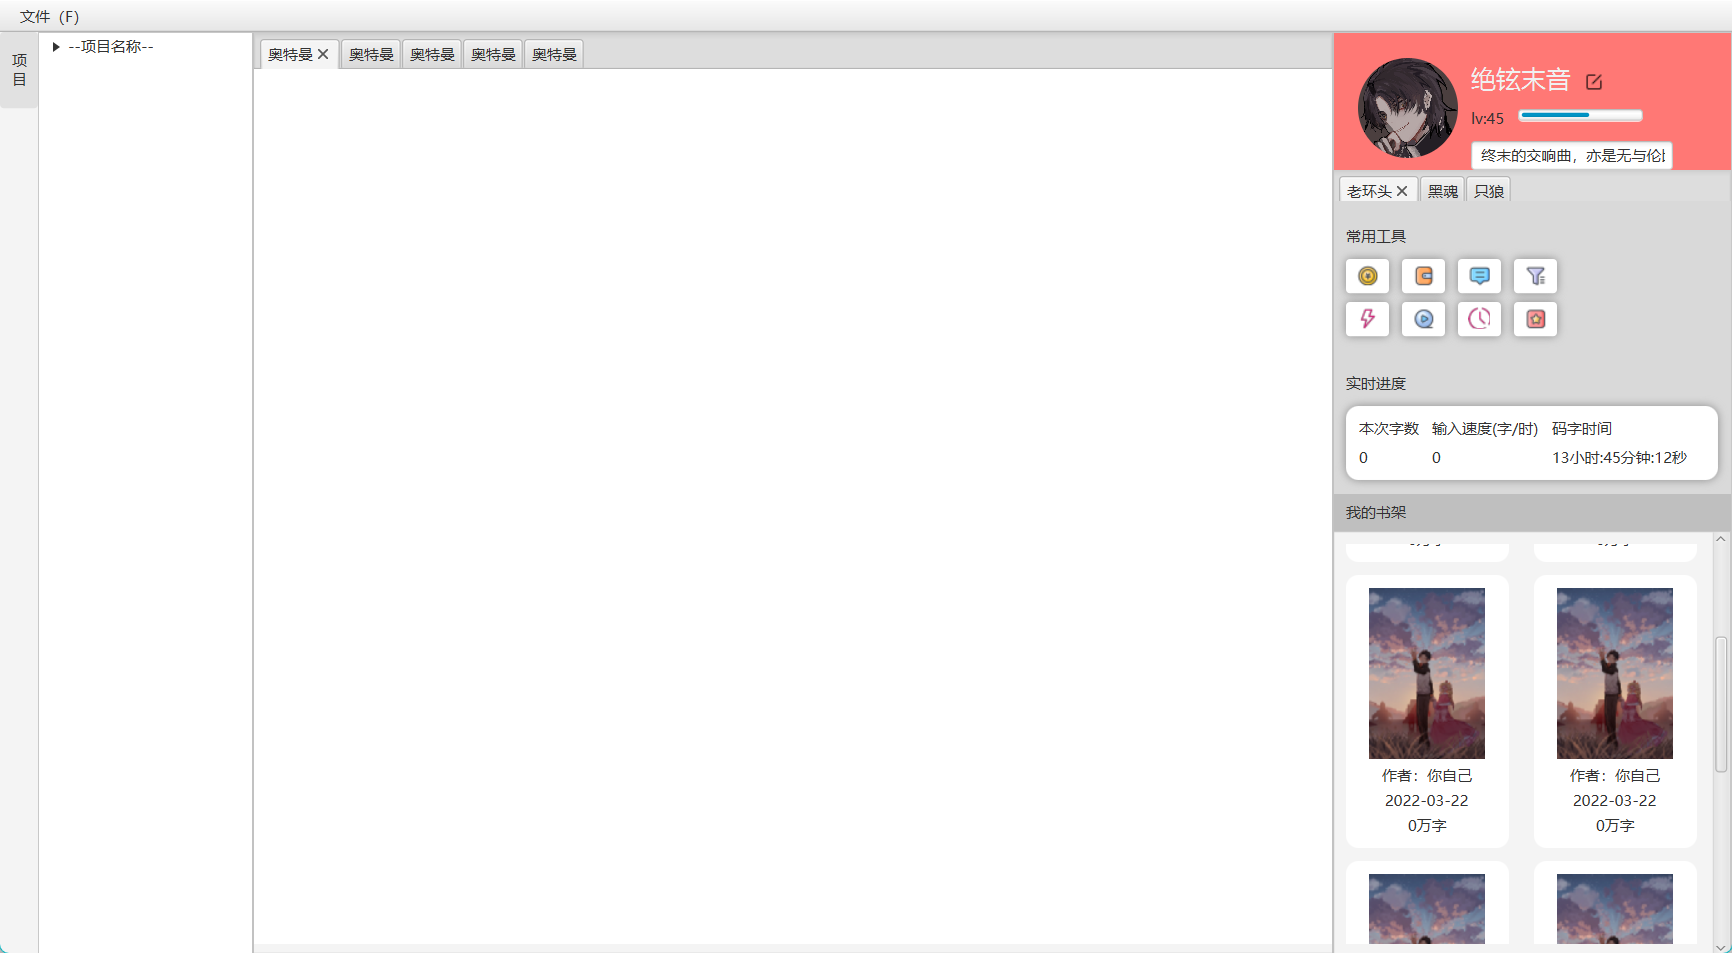 文件（F）
项目
--项目名称--
奥特曼 奥特曼 奥特曼 奥特曼 奥特曼
绝铉末音
lv:45
终末的交响曲，亦是无与伦
老环头 黑魂 只狼
常用工具
实时进度
本次字数 输入速度(字/时) 码字时间
0 0 13小时:45分钟:12秒
我的书架
作者：你自己 作者：你自己
2022-03-22 2022-03-22
0万字 0万字